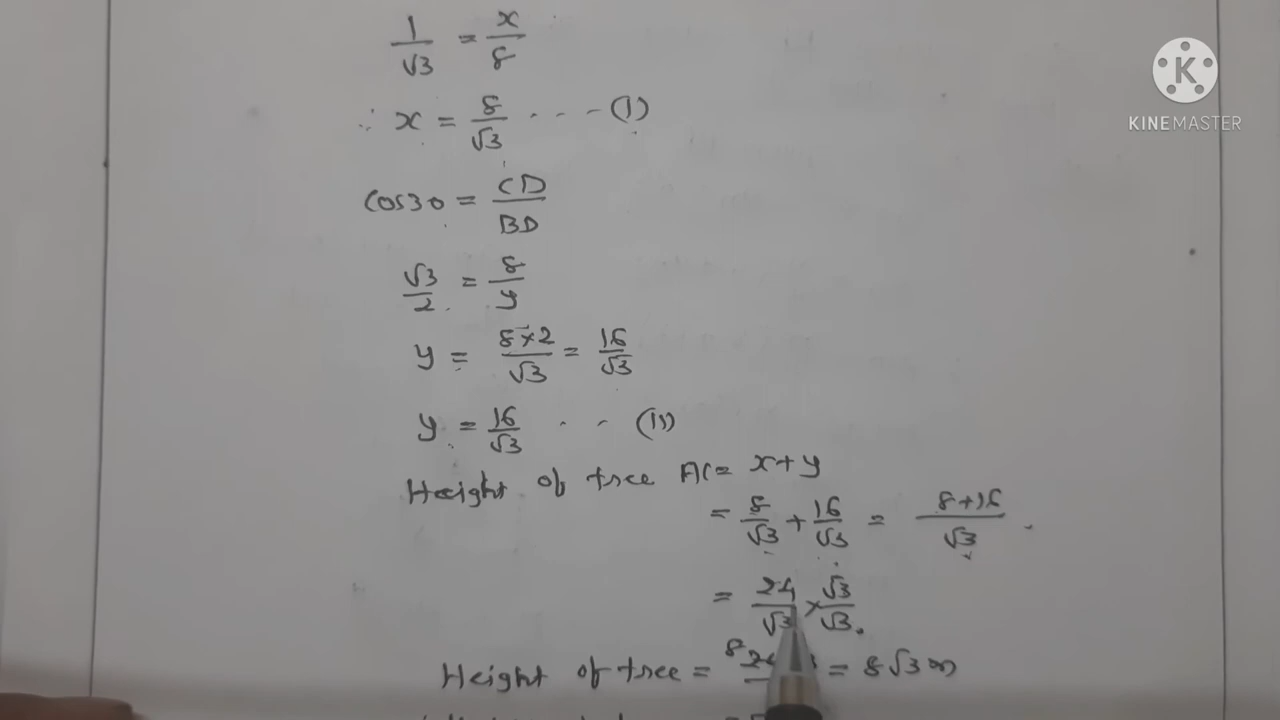 1/√3 = x/8
∴ x = 8/√3 ... - (1)
cos30 = CD/BD
√3/2 = 8/y
y = 8×2/√3 = 16/√3
y = 16/√3 .. (11)
Height of tree AC = x+y
= 8/√3 + 16/√3 = 8+16/√3
= 24/√3 × √3/√3
Height of tree = = 8√3 m
K
KINEMASTER